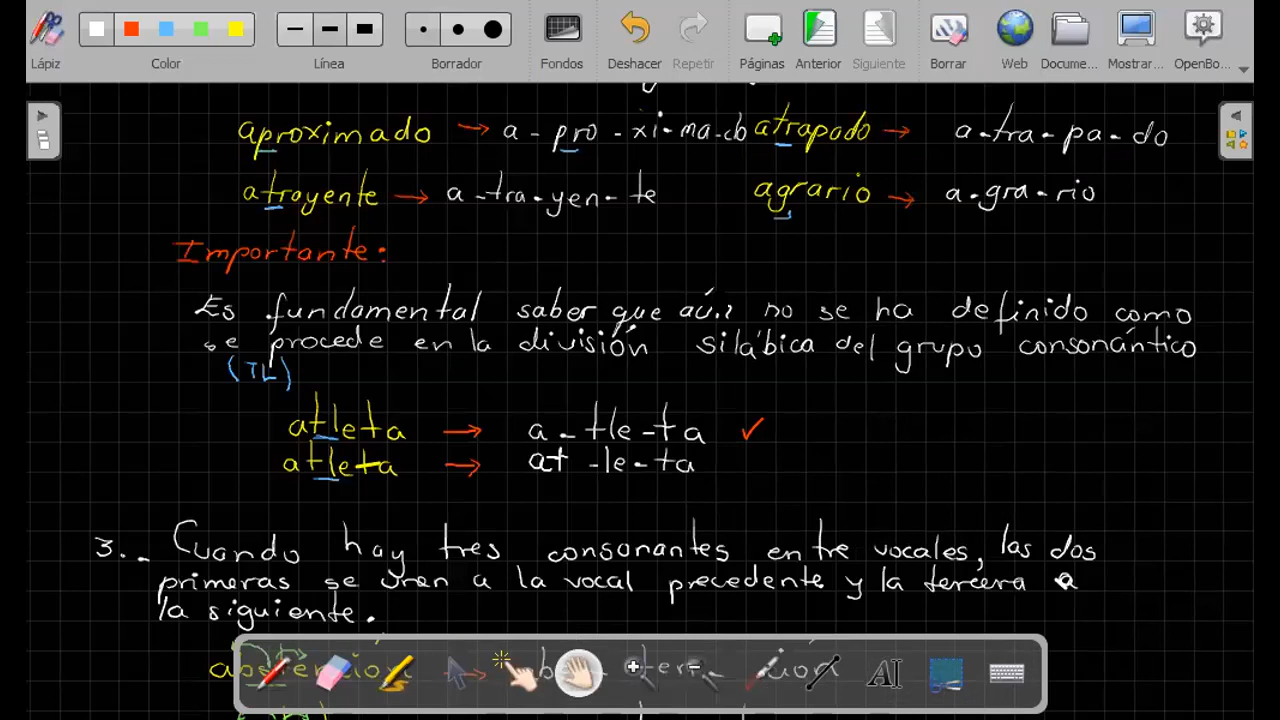 Lápiz Color Línea Borrador Fondos Deshacer Repetir Páginas Anterior Siguiente Borrar Web Docume... Mostrar... OpenBo...
aproximado → a - pro - xi - ma - do atrapado → a - tra - pa - do
atrayente → a - tra - yen - te agrario → a - gra - rio
Importante:
Es fundamental saber que aún no se ha definido como
se procede en la división silábica del grupo consonántico
(TL)
atleta → a - tle - ta ✓
atleta → at - le - ta
3.- Cuando hay tres consonantes entre vocales, las dos
primeras se unen a la vocal precedente y la tercera a
la siguiente.